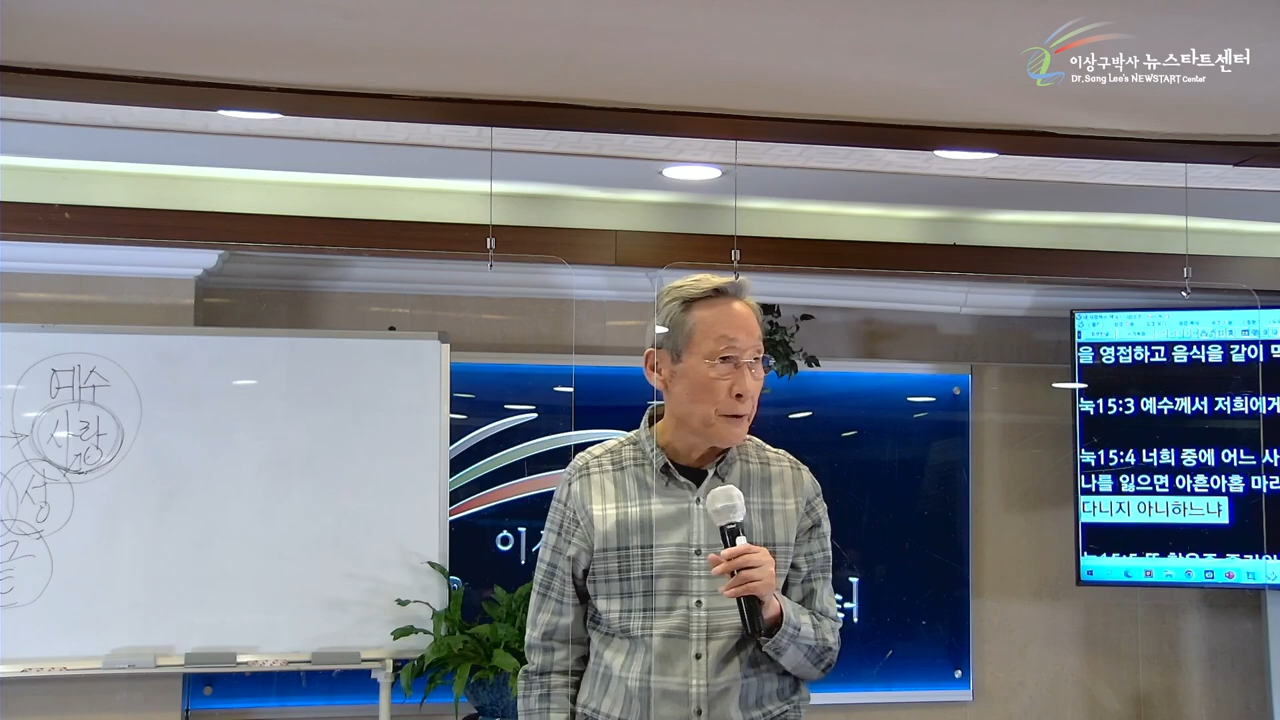 이상구박사 뉴스타트센터
Dr. Sang Lee's NEWSTART Center
예수
사랑
성
을 영접하고 음식을 같이
눅15:3 예수께서 저희에게
눅15:4 너희 중에 어느 사
나를 잃으면 아흔아홉 마리
다니지 아니하느냐
이
터